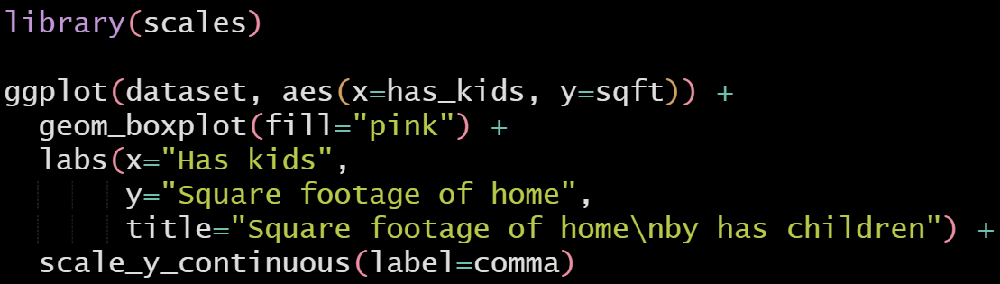 library(scales)
ggplot(dataset, aes(x=has_kids, y=sqft)) +
geom_boxplot(fill="pink") +
labs(x="Has kids",
y="Square footage of home",
title="Square footage of home\nby has children") +
scale_y_continuous(label=comma)